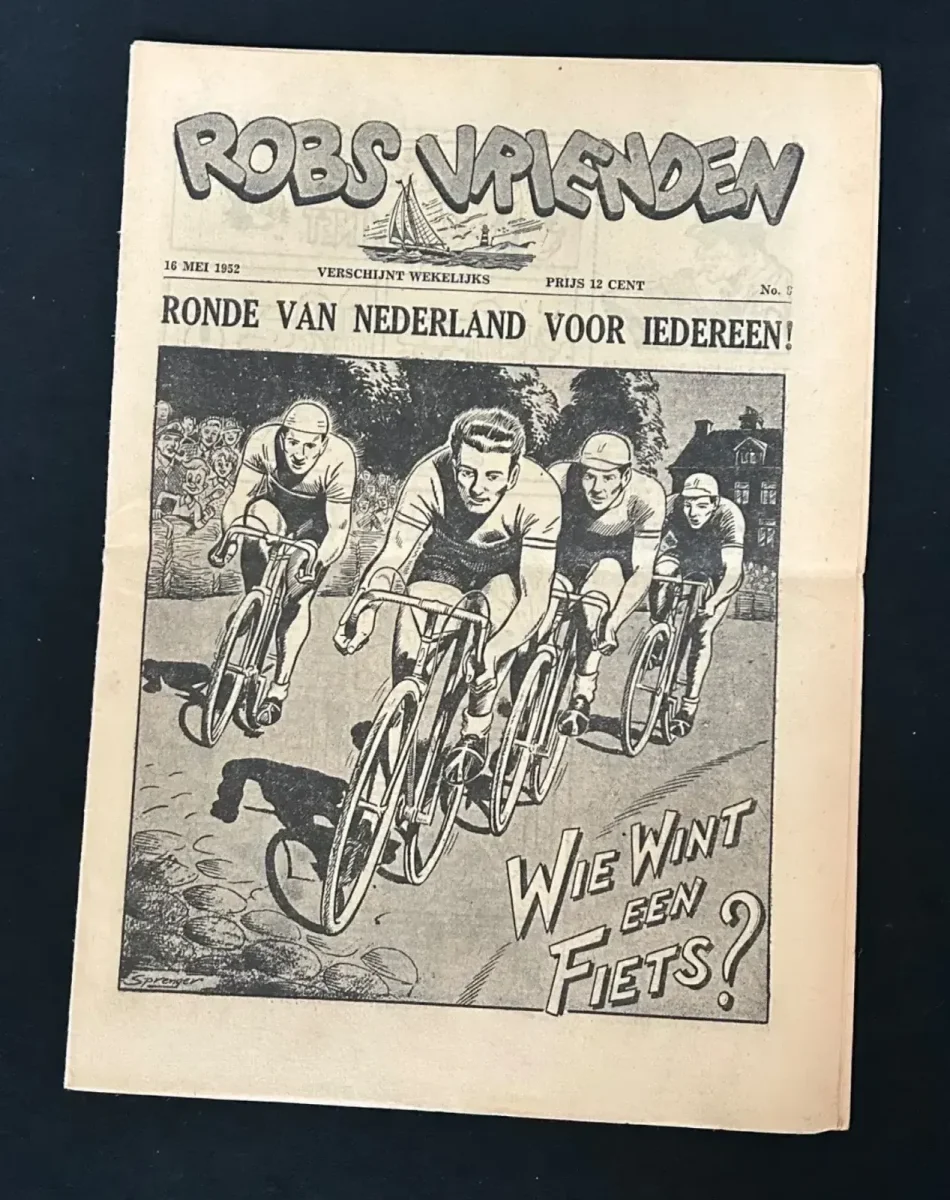 ROBS VRIENDEN
16 MEI 1952 VERSCHIJNT WEKELIJKS PRIJS 12 CENT No.
RONDE VAN NEDERLAND VOOR IEDEREEN!
WIE WINT
EEN
FIETS?
Sprenger